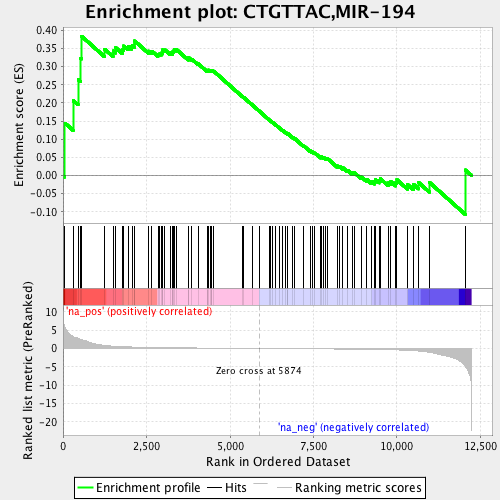 Enrichment plot: CTGTTAC,MIR-194
Enrichment score (ES)
0.40
0.35
0.30
0.25
0.20
0.15
0.10
0.05
0.00
-0.05
-0.10
Ranked list metric (PreRanked)
10
5
0
-5
-10
-15
-20
'na_pos' (positively correlated)
Zero cross at 5874
'na_neg' (negatively correlated)
0
2,500
5,000
7,500
10,000
12,500
Rank in Ordered Dataset
Enrichment profile
Hits
Ranking metric scores